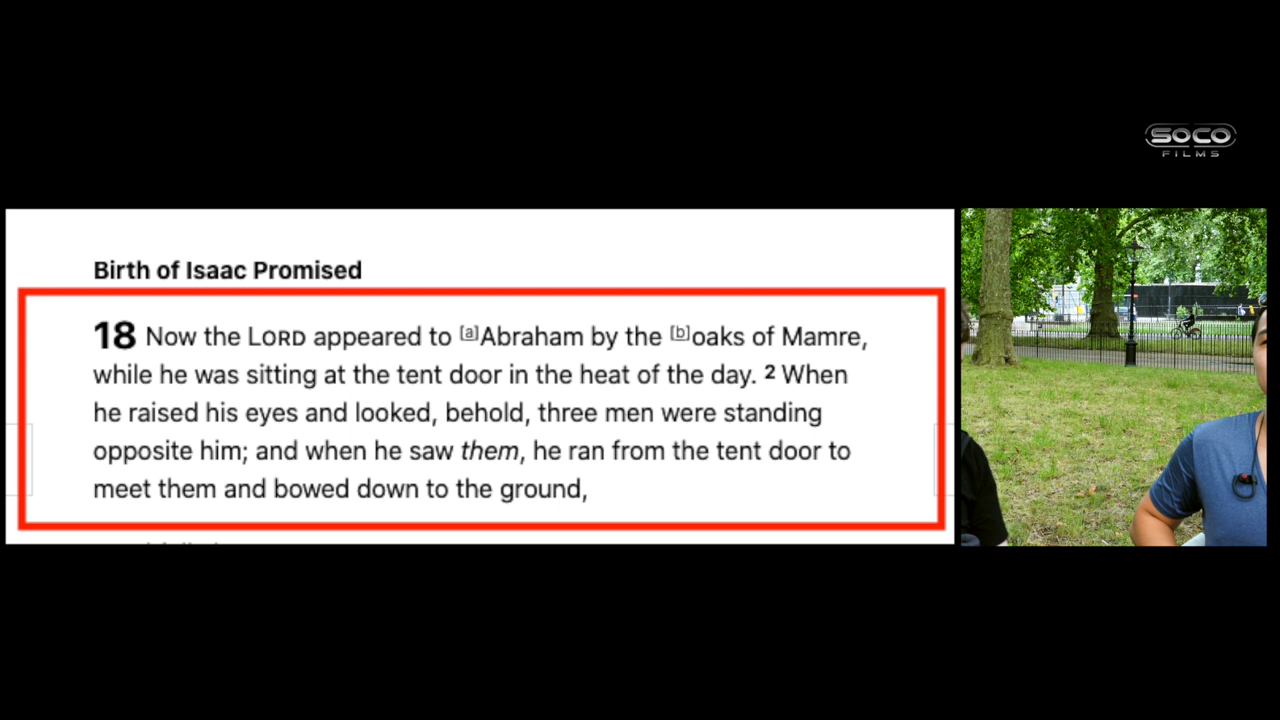 SOCO
FILMS
Birth of Isaac Promised
18 Now the LORD appeared to [a]Abraham by the [b]oaks of Mamre,
while he was sitting at the tent door in the heat of the day. 2 When
he raised his eyes and looked, behold, three men were standing
opposite him; and when he saw them, he ran from the tent door to
meet them and bowed down to the ground,